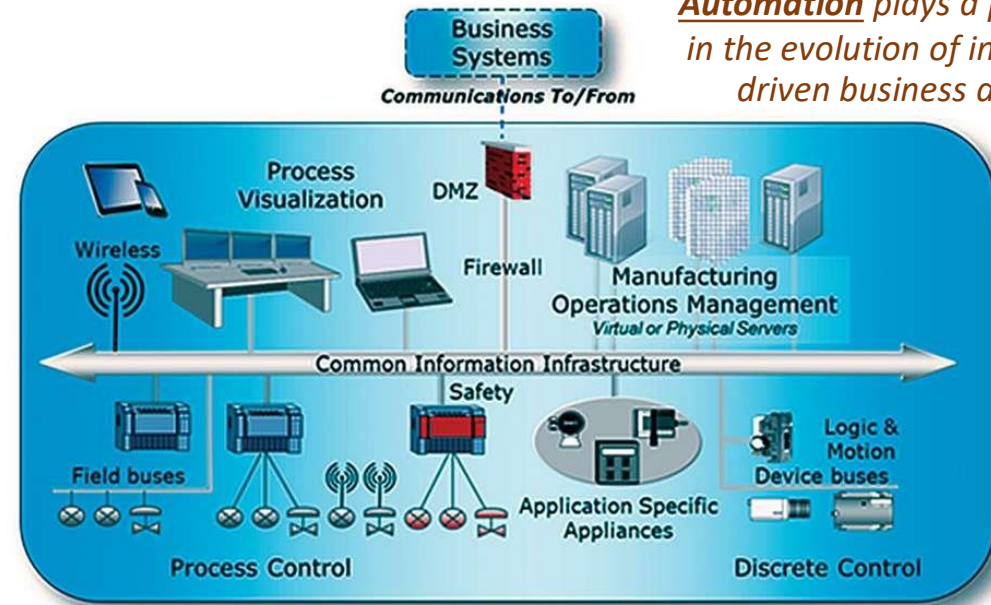 Automation plays a
in the evolution of in
driven business a
Business
Systems
Communications To/From
Process
Visualization
DMZ
Wireless
Firewall
Manufacturing
Operations Management
Virtual or Physical Servers
Common Information Infrastructure
Safety
Field buses
Logic &
Motion
Device buses
Application Specific
Appliances
Process Control
Discrete Control